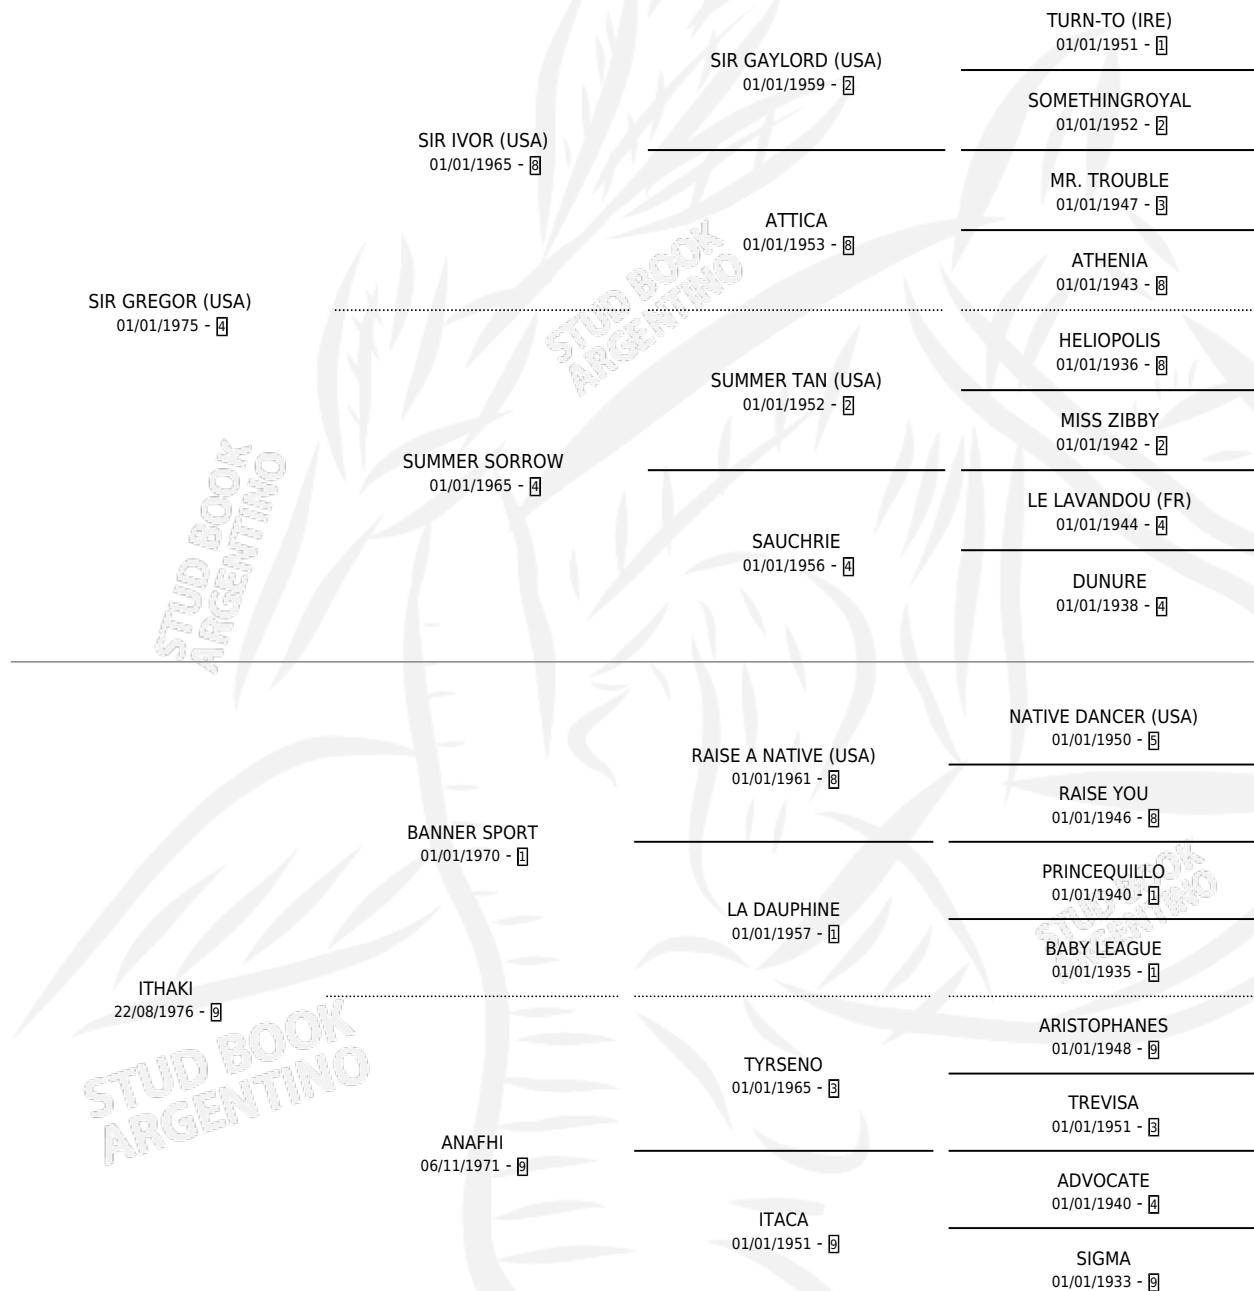 TURN-TO (IRE)
01/01/1951 - 1
SIR GAYLORD (USA)
01/01/1959 - 2
SOMETHINGROYAL
01/01/1952 - 2
SIR IVOR (USA)
01/01/1965 - 8
MR. TROUBLE
01/01/1947 - 3
ATTICA
01/01/1953 - 8
ATHENIA
01/01/1943 - 8
SIR GREGOR (USA)
01/01/1975 - 4
HELIOPOLIS
01/01/1936 - 8
SUMMER TAN (USA)
01/01/1952 - 2
MISS ZIBBY
01/01/1942 - 2
SUMMER SORROW
01/01/1965 - 4
LE LAVANDOU (FR)
01/01/1944 - 4
SAUCHRIE
01/01/1956 - 4
DUNURE
01/01/1938 - 4
NATIVE DANCER (USA)
01/01/1950 - 5
RAISE A NATIVE (USA)
01/01/1961 - 8
RAISE YOU
01/01/1946 - 8
BANNER SPORT
01/01/1970 - 1
PRINCEQUILLO
01/01/1940 - 1
LA DAUPHINE
01/01/1957 - 1
BABY LEAGUE
01/01/1935 - 1
ITHAKI
22/08/1976 - 9
ARISTOPHANES
01/01/1948 - 9
TYRSENO
01/01/1965 - 3
TREVISA
01/01/1951 - 3
ANAFHI
06/11/1971 - 9
ADVOCATE
01/01/1940 - 4
ITACA
01/01/1951 - 9
SIGMA
01/01/1933 - 9
STUD BOOK
ARGENTINO
STUD BOOK
ARGENTINO
STUD BOOK
ARGENTINO
STUD BOOK
ARGENTINO